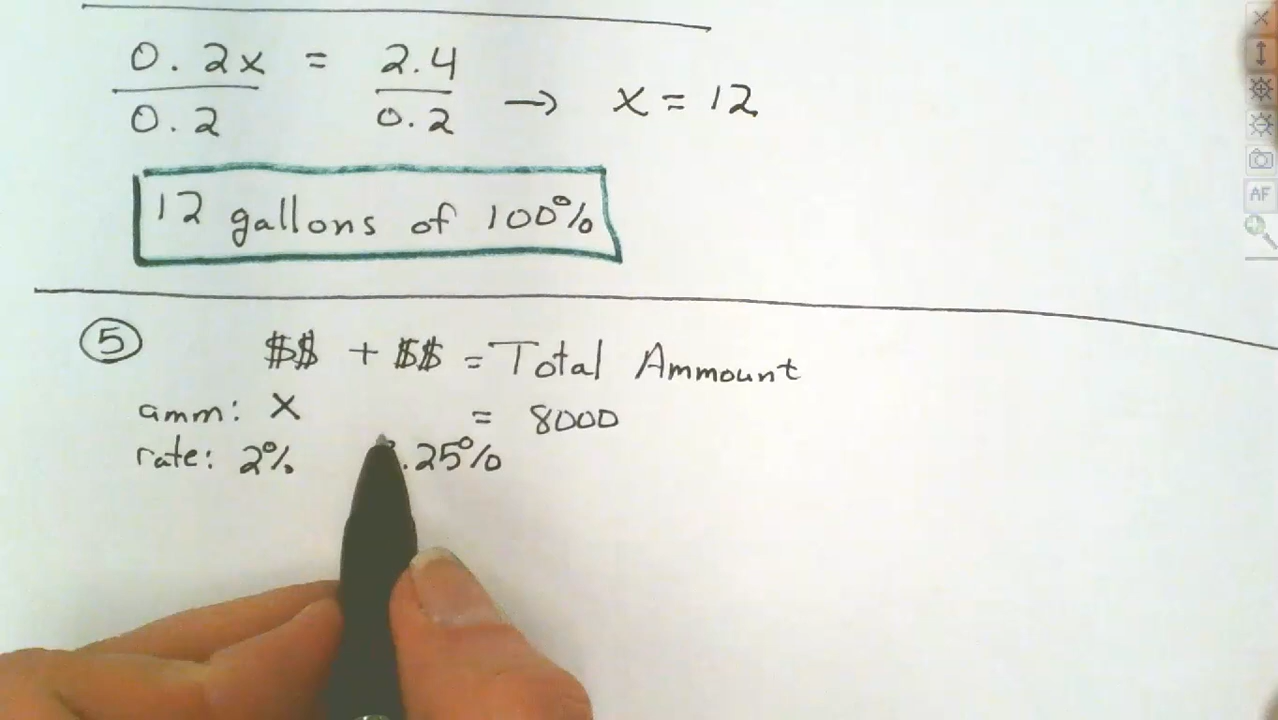 0.2x = 2.4
0.2 0.2 → x = 12
12 gallons of 100%
5 $$ + $$ = Total Ammount
amm: X = 8000
rate: 2% .25%
AF